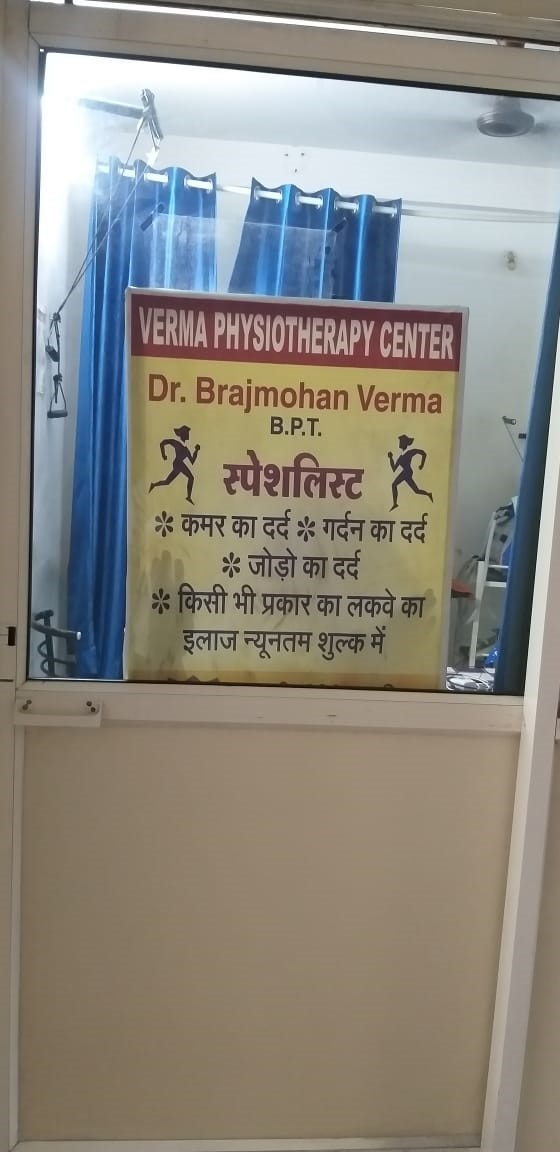 VERMA PHYSIOTHERAPY CENTER
Dr. Brajmohan Verma
B.P.T.
स्पेशलिस्ट
* कमर का दर्द * गर्दन का दर्द
* जोड़ो का दर्द
* किसी भी प्रकार का लकवे का
इलाज न्यूनतम शुल्क में